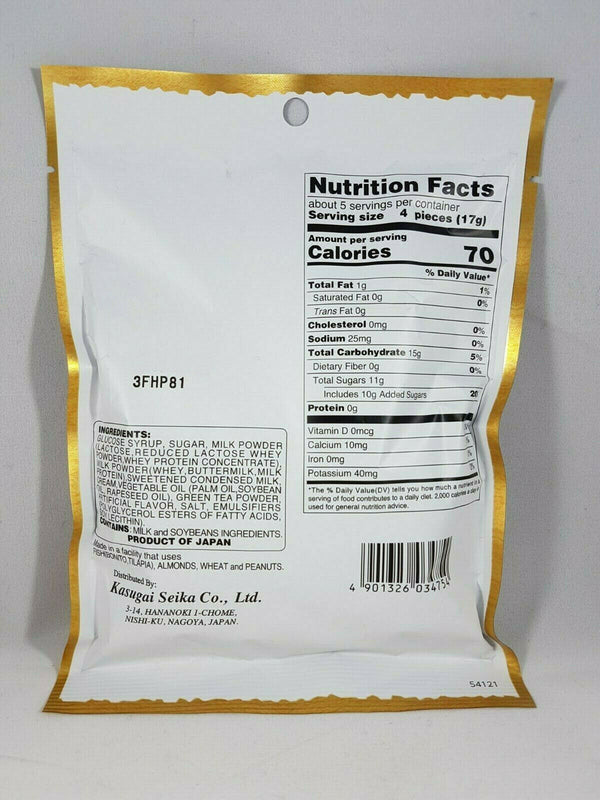 Nutrition Facts
about 5 servings per container
Serving size 4 pieces (17g)
Amount per serving
Calories 70
% Daily Value*
Total Fat 1g 1%
Saturated Fat 0g 0%
Trans Fat 0g
Cholesterol 0mg 0%
Sodium 25mg 0%
Total Carbohydrate 15g 5%
Dietary Fiber 0g 0%
Total Sugars 11g
Includes 10g Added Sugars
Protein 0g
Vitamin D 0mcg
Calcium 10mg
Iron 0mg
Potassium 40mg
*The % Daily Value(DV) tells you how much a nutrient in
serving of food contributes to a daily diet. 2,000 calories a day
used for general nutrition advice.
3FHP81
INGREDIENTS:
GLUCOSE SYRUP, SUGAR, MILK POWDER
(LACTOSE,REDUCED LACTOSE WHEY
POWDER,WHEY PROTEIN CONCENTRATE),
MILK POWDER(WHEY,BUTTERMILK,MILK
PROTEIN),SWEETENED CONDENSED MILK,
CREAM,VEGETABLE OIL (PALM OIL,SOYBEAN
OIL, RAPESEED OIL), GREEN TEA POWDER,
ARTIFICIAL FLAVOR, SALT, EMULSIFIERS
(POLYGLYCEROL ESTERS OF FATTY ACIDS,
SOY LECITHIN).
CONTAINS: MILK and SOYBEANS INGREDIENTS.
PRODUCT OF JAPAN
Made in a facility that uses
FISH(BONITO,TILAPIA), ALMONDS, WHEAT and PEANUTS.
Distributed By:
Kasugai Seika Co., Ltd.
3-14, HANANOKI 1-CHOME,
NISHI-KU, NAGOYA, JAPAN.
4 901326 034754
54121